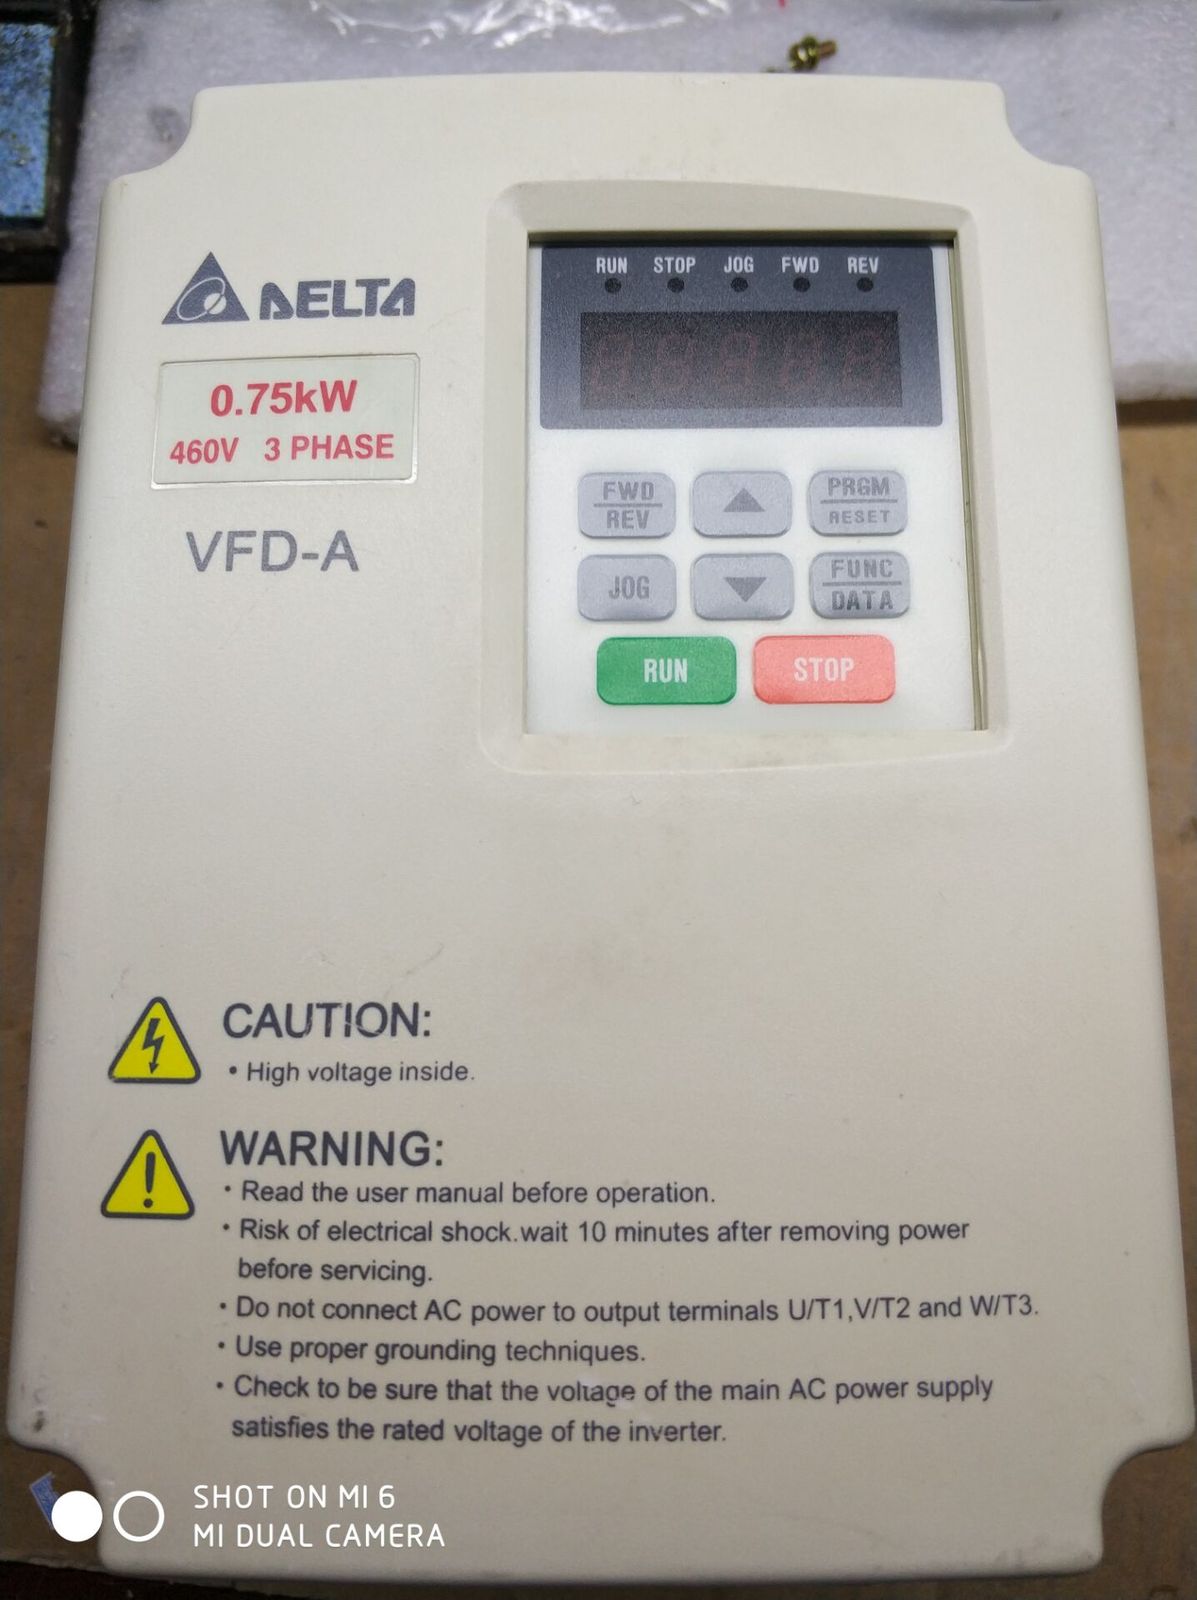 DELTA
0.75kW
460V 3 PHASE
VFD-A
RUN STOP JOG FWD REV
FWD
REV
PRGM
RESET
JOG
FUNC
DATA
RUN
STOP
CAUTION:
• High voltage inside.
WARNING:
• Read the user manual before operation.
• Risk of electrical shock.wait 10 minutes after removing power
before servicing.
• Do not connect AC power to output terminals U/T1,V/T2 and W/T3.
• Use proper grounding techniques.
• Check to be sure that the voltage of the main AC power supply
satisfies the rated voltage of the inverter.
SHOT ON MI 6
MI DUAL CAMERA